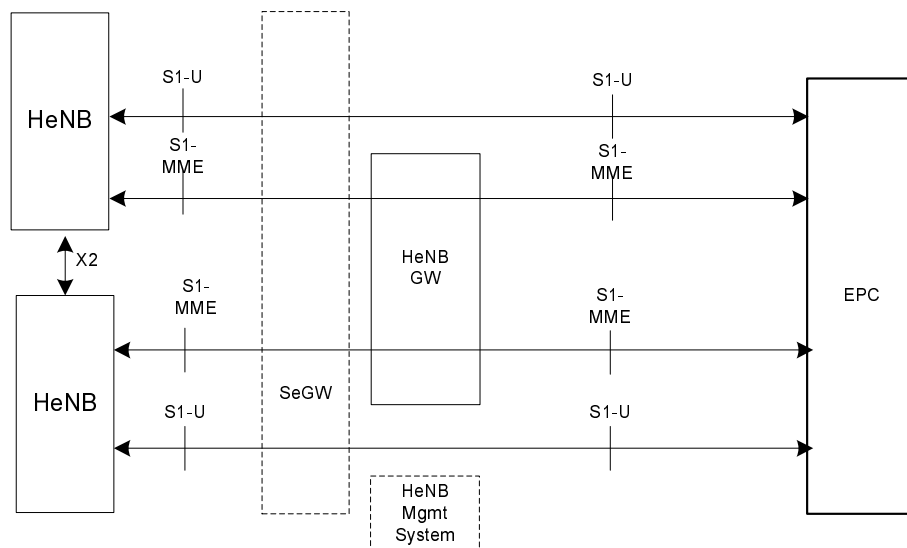 S1-U
S1-U
HeNB
S1-
MME
S1-
MME
HeNB
GW
X2
S1-
MME
S1-
MME
EPC
SeGW
HeNB
S1-U
S1-U
HeNB
Mgmt
System